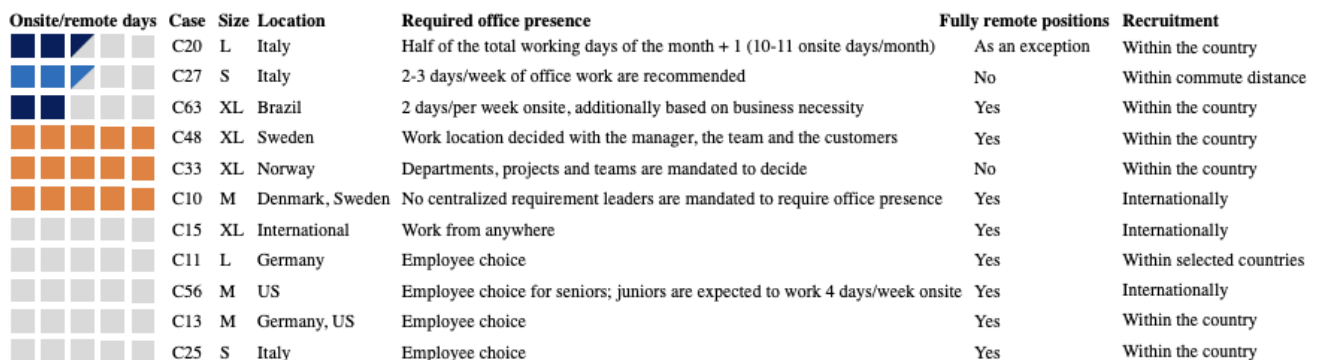 Onsite/remote days Case Size Location Required office presence Fully remote positions Recruitment
C20 L Italy Half of the total working days of the month + 1 (10-11 onsite days/month) As an exception Within the country
C27 S Italy 2-3 days/week of office work are recommended No Within commute distance
C63 XL Brazil 2 days/per week onsite, additionally based on business necessity Yes Within the country
C48 XL Sweden Work location decided with the manager, the team and the customers Yes Within the country
C33 XL Norway Departments, projects and teams are mandated to decide No Within the country
C10 M Denmark, Sweden No centralized requirement leaders are mandated to require office presence Yes Internationally
C15 XL International Work from anywhere Yes Internationally
C11 L Germany Employee choice Yes Within selected countries
C56 M US Employee choice for seniors; juniors are expected to work 4 days/week onsite Yes Internationally
C13 M Germany, US Employee choice Yes Within the country
C25 S Italy Employee choice Yes Within the country